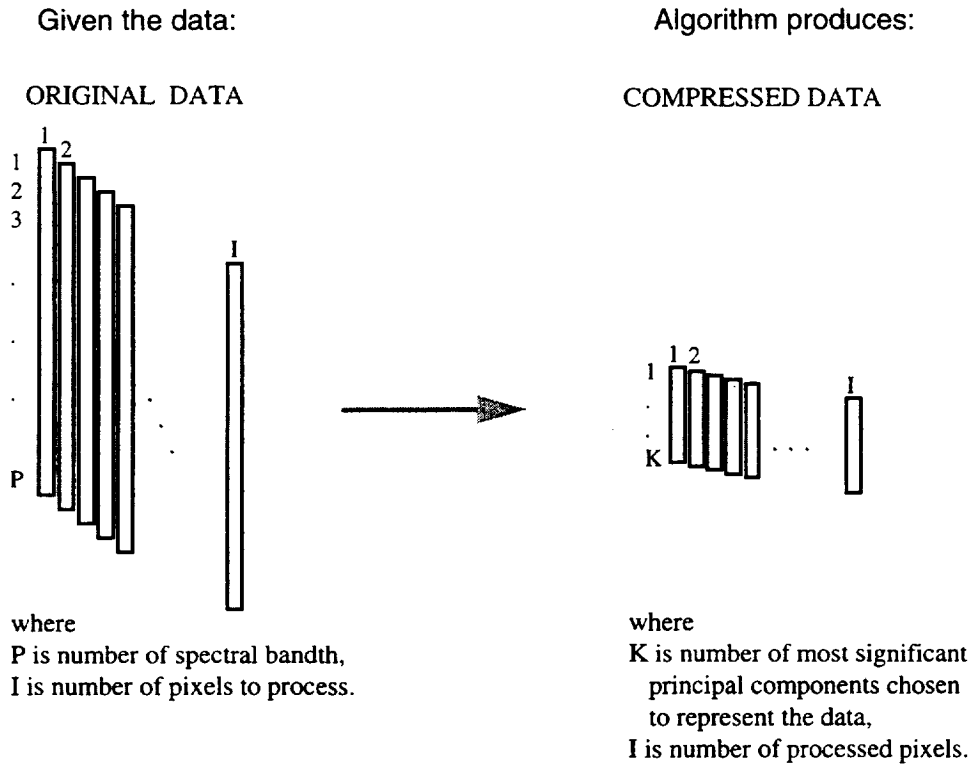 Given the data:
Algorithm produces:
ORIGINAL DATA
COMPRESSED DATA
1
2
1
2
3
.
.
.
P
I
. . .
1 2
1
.
.
K
. . .
I
where
P is number of spectral bandth,
I is number of pixels to process.
where
K is number of most significant
principal components chosen
to represent the data,
I is number of processed pixels.